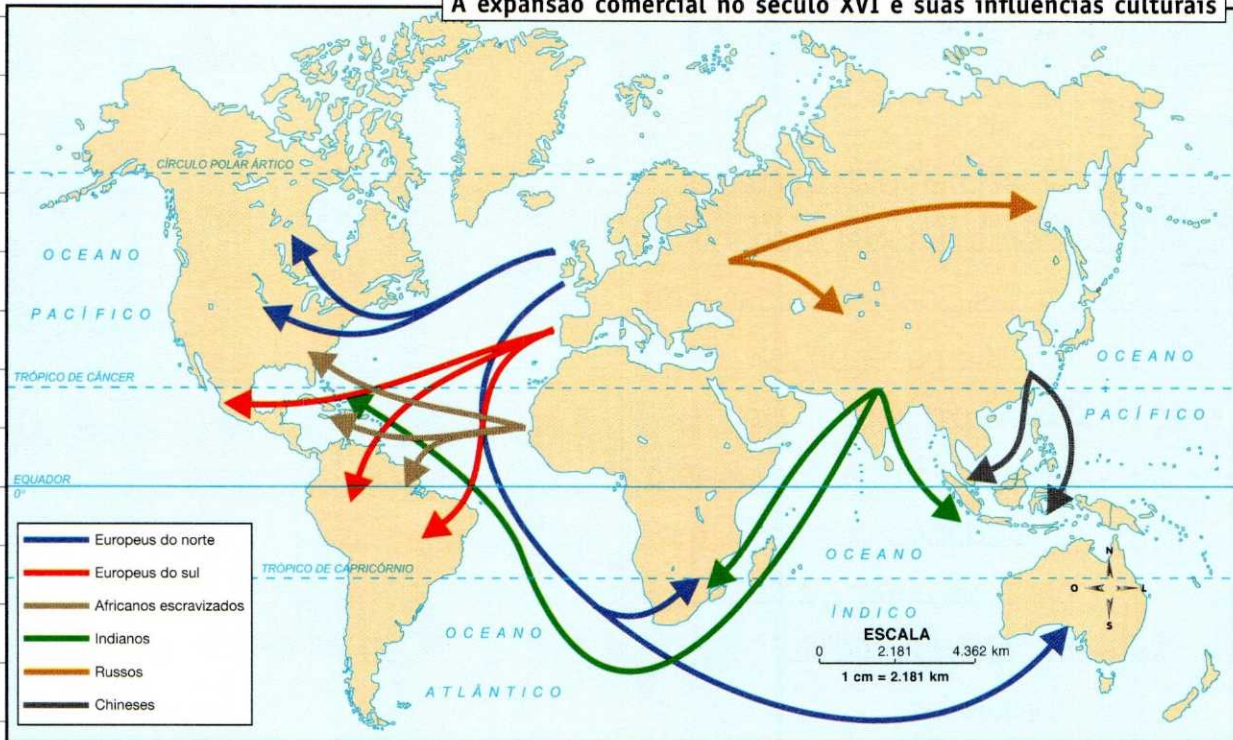 A expansão comercial no século XVI e suas influências culturais
CÍRCULO POLAR ÁRTICO
OCEANO
PACÍFICO
OCEANO
PACÍFICO
TRÓPICO DE CÂNCER
EQUADOR
0°
TRÓPICO DE CAPRICÓRNIO
OCEANO
ATLÂNTICO
OCEANO
ÍNDICO
N
O
L
S
ESCALA
0 2.181 4.362 km
1 cm = 2.181 km
Europeus do norte
Europeus do sul
Africanos escravizados
Indianos
Russos
Chineses